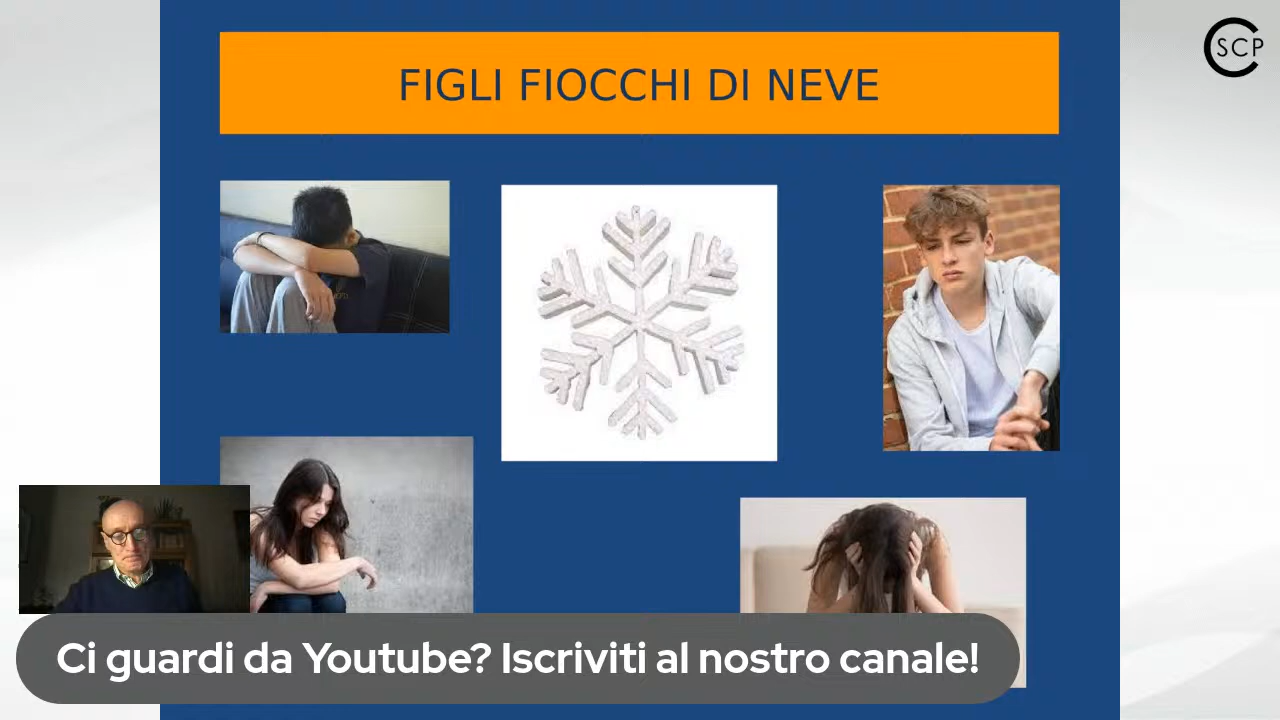 FIGLI FIOCCHI DI NEVE
SCP
Ci guardi da Youtube? Iscriviti al nostro canale!